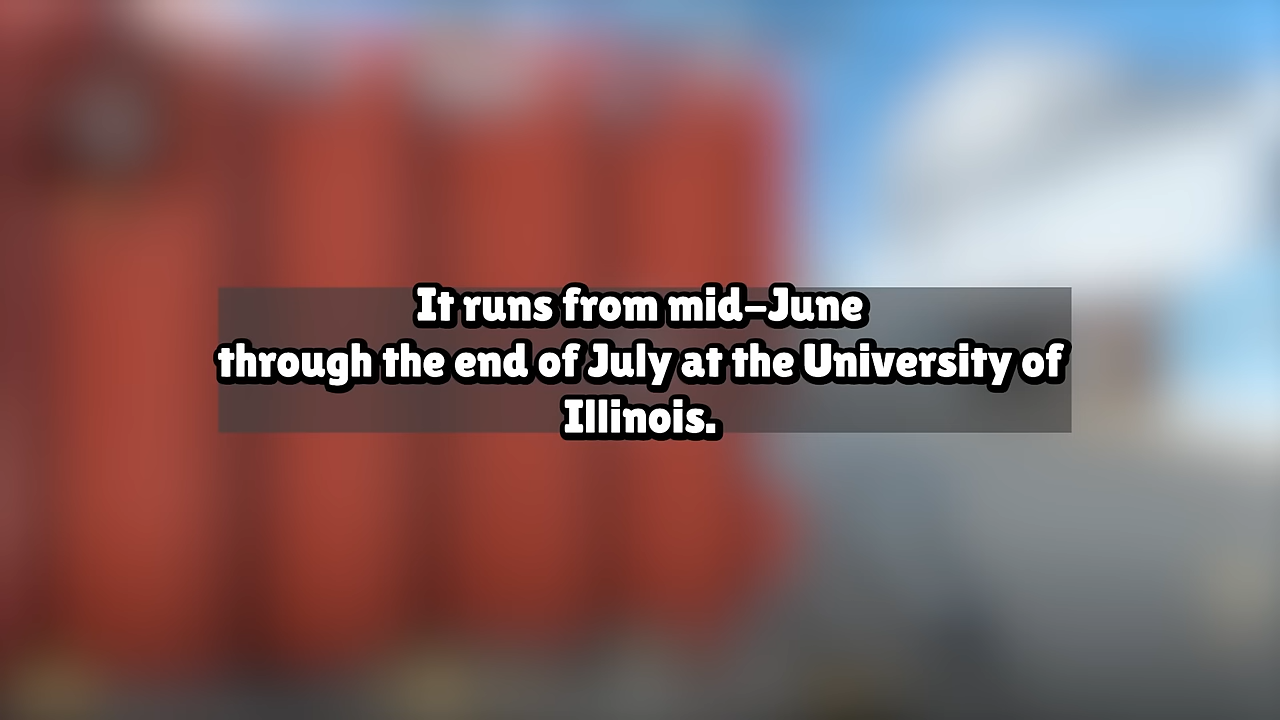 It runs from mid-June
through the end of July at the University of
Illinois.